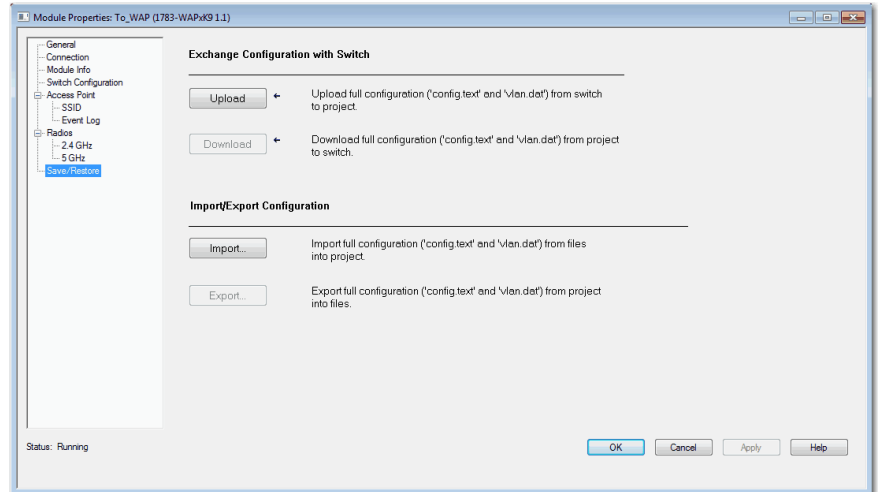 Module Properties: To_WAP (1783-WAPxK9 1.1)
General
Connection
Module Info
Switch Configuration
Access Point
SSID
Event Log
Radios
2.4 GHz
5 GHz
Save/Restore
Exchange Configuration with Switch
Upload
Upload full configuration ('config.text' and 'vlan.dat') from switch
to project.
Download
Download full configuration ('config.text' and 'vlan.dat') from project
to switch.
Import/Export Configuration
Import...
Import full configuration ('config.text' and 'vlan.dat') from files
into project.
Export...
Export full configuration ('config.text' and 'vlan.dat') from project
into files.
Status: Running
OK
Cancel
Apply
Help